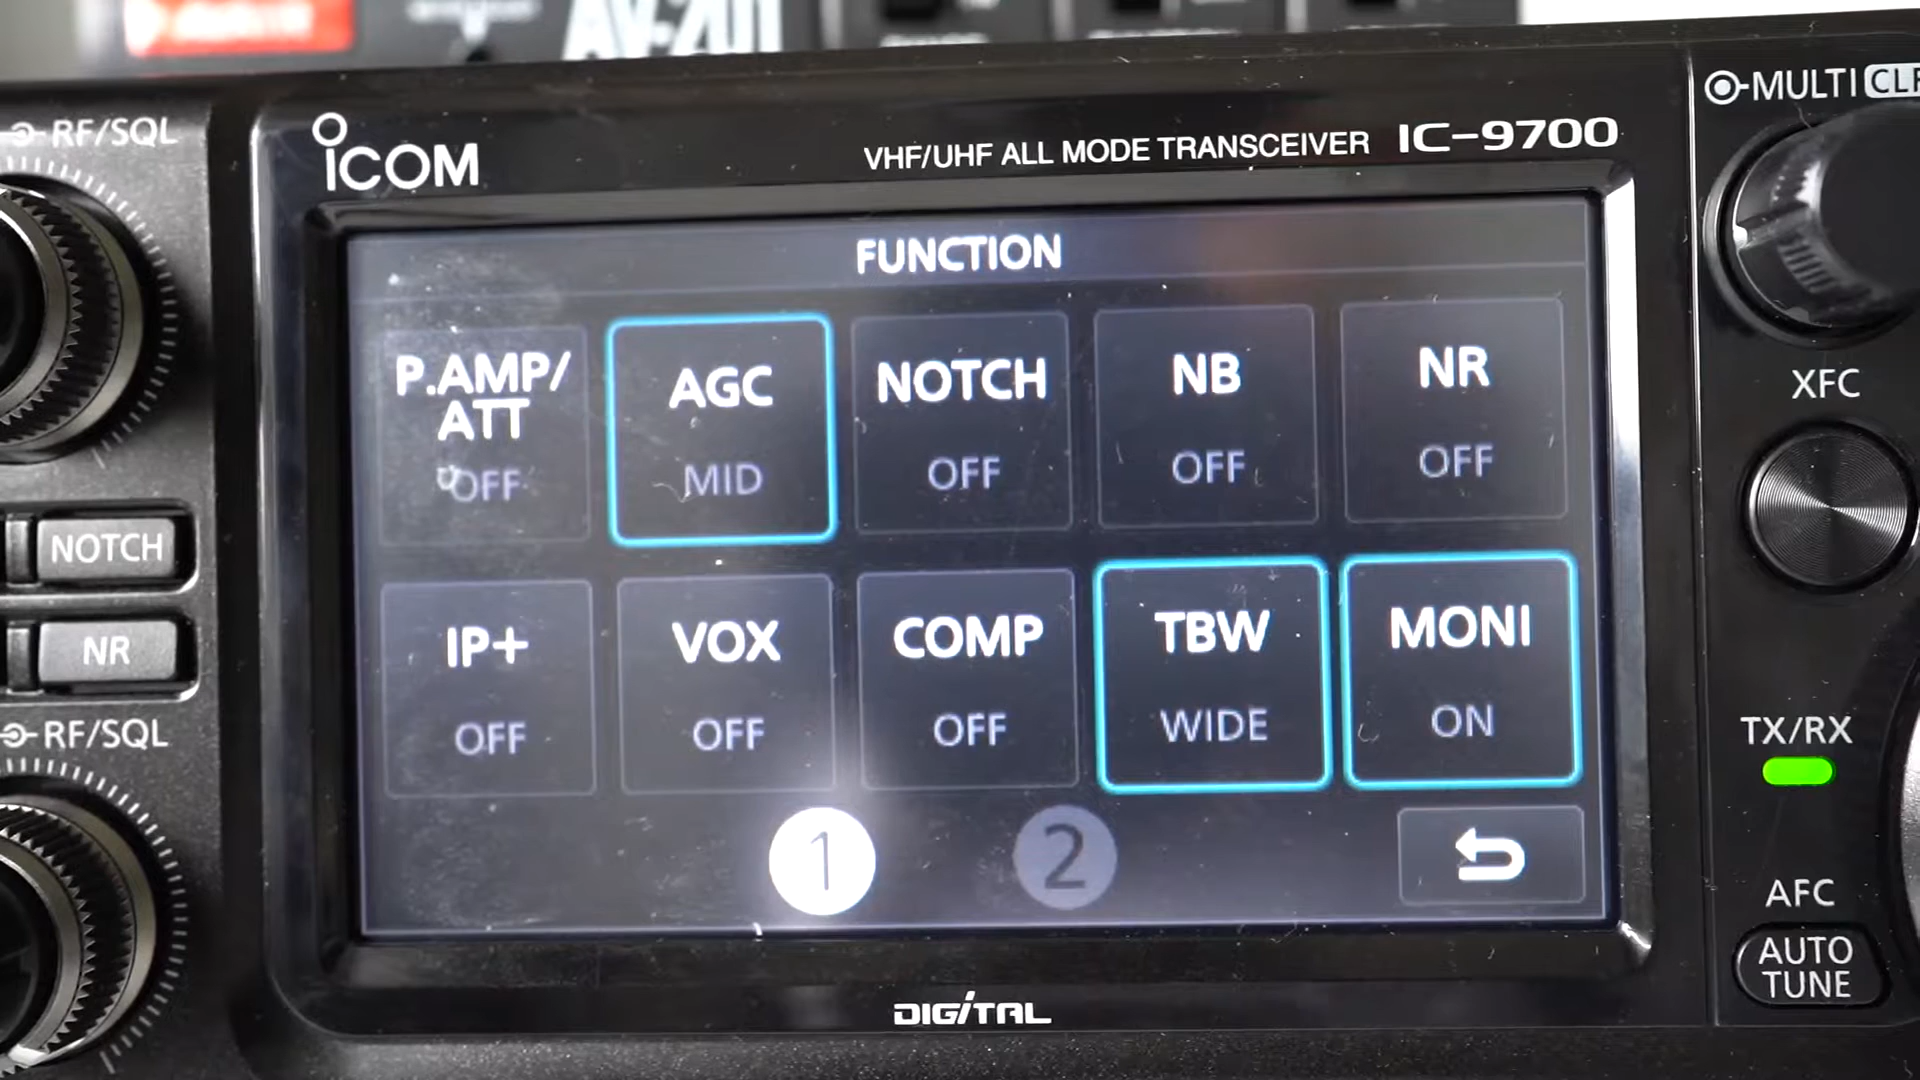 AV-201
RF/SQL
ICOM
VHF/UHF ALL MODE TRANSCEIVER IC-9700
MULTI
FUNCTION
P.AMP/
ATT
OFF
AGC
MID
NOTCH
OFF
NB
OFF
NR
OFF
XFC
NOTCH
NR
IP+
OFF
VOX
OFF
COMP
OFF
TBW
WIDE
MONI
ON
RF/SQL
TX/RX
1
2
AFC
AUTO
TUNE
DIGITAL